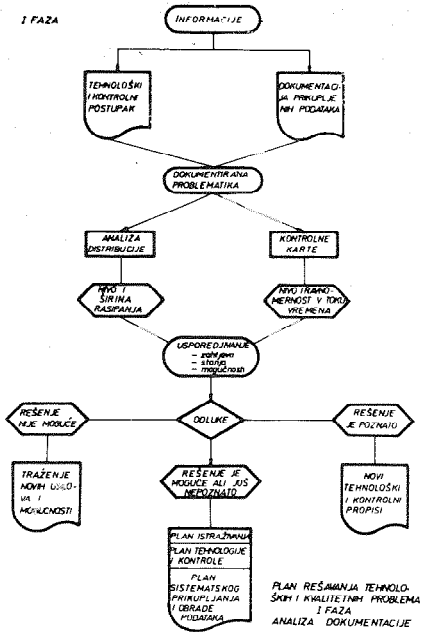 I FAZA
INFORMACIJE
TEHNOLOŠKI
I KONTROLNI
POSTUPAK
DOKUMENTACI-
JA PRIKUPLJE
NIH PODATAKA
DOKUMENTIRANA
PROBLEMATIKA
ANALIZA
DISTRIBUCIJE
KONTROLNE
KARTE
NIVO I
ŠIRINA
RASIPANJA
NIVO I RAVNO-
MERNOST V TOKU
VREMENA
USPOREDJIVANJE
- zahtjeva
- stanja
- mogućnosti
REŠENJE
NIJE MOGUĆE
ODLUKE
REŠENJE
JE POZNATO
TRAŽENJE
NOVIH USLO-
VA I
MOGUĆNOSTI
REŠENJE JE
MOGUĆE ALI JOŠ
NEPOZNATO
NOVI
TEHNOLOŠKI
I KONTROLNI
PROPISI
PLAN ISTRAŽIVANJA
PLAN TEHNOLOGIJE
I KONTROLE
PLAN
SISTEMATSKOG
PRIKUPLJANJA
I OBRADE
PODATAKA
PLAN REŠAVANJA TEHNOLO-
ŠKIH I KVALITETNIH PROBLEMA
I FAZA
ANALIZA DOKUMENTACIJE